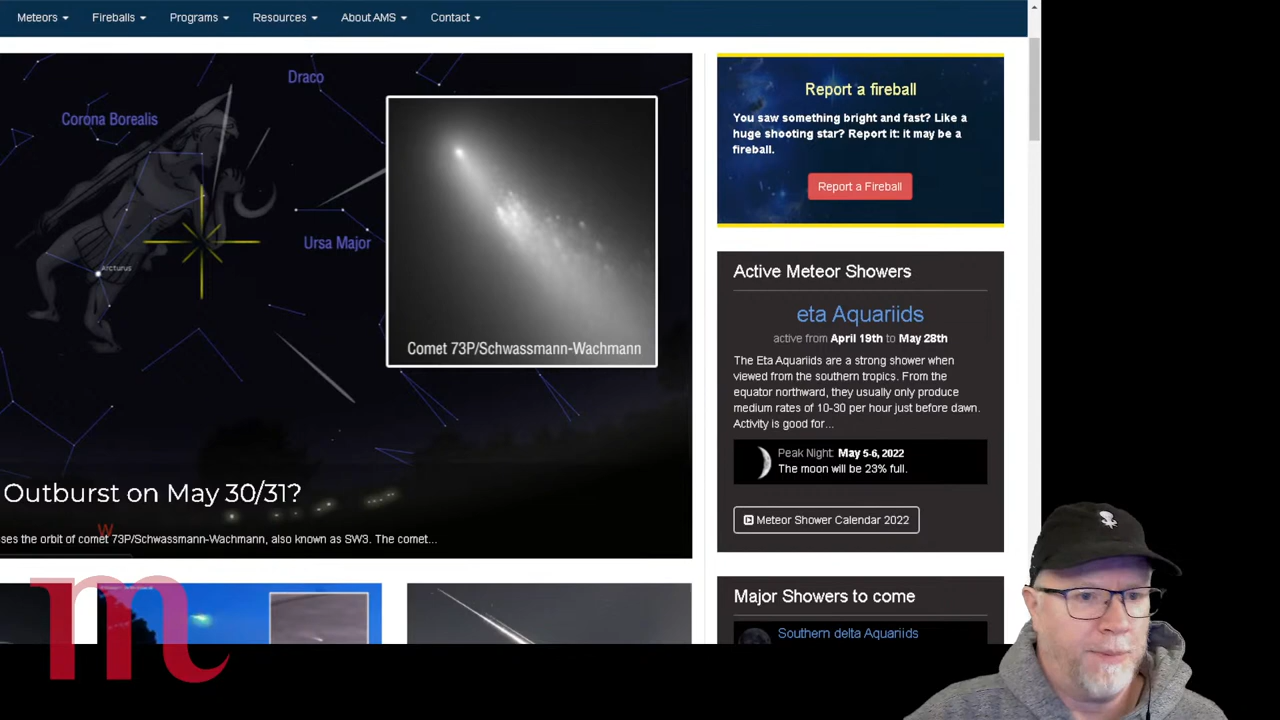 Meteors
Fireballs
Programs
Resources
About AMS
Contact
Draco
Corona Borealis
Ursa Major
Arcturus
Comet 73P/Schwassmann-Wachmann
Outburst on May 30/31?
W
ses the orbit of comet 73P/Schwassmann-Wachmann, also known as SW3. The comet...
m
Report a fireball
You saw something bright and fast? Like a
huge shooting star? Report it: it may be a
fireball.
Report a Fireball
Active Meteor Showers
eta Aquariids
active from April 19th to May 28th
The Eta Aquariids are a strong shower when
viewed from the southern tropics. From the
equator northward, they usually only produce
medium rates of 10-30 per hour just before dawn.
Activity is good for...
Peak Night: May 5-6, 2022
The moon will be 23% full.
Meteor Shower Calendar 2022
Major Showers to come
Southern delta Aquariids